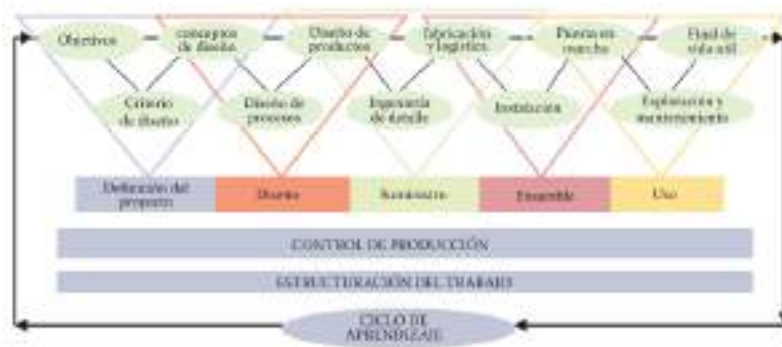 Objetivos
conceptos
de diseño
Diseño de
productos
fabricación
y logística
Puesta en
marcha
Final de
vida util
Criterio
de diseño
Diseño de
procesos
Ingeniería
de detalle
Instalación
Explotación y
mantenimiento
Definición del
proyecto
Diseño
Suministro
Ensamble
Uso
CONTROL DE PRODUCCIÓN
ESTRUCTURACIÓN DEL TRABAJO
CICLO DE
APRENDIZAJE